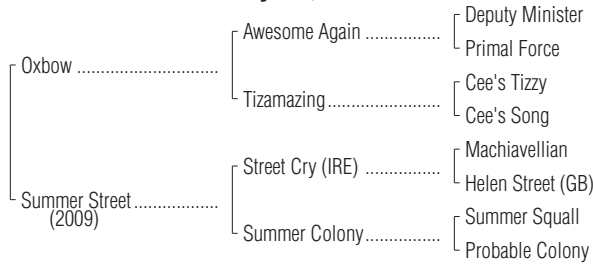 Deputy Minister
Awesome Again ..................
Primal Force
Oxbow ..................................
Cee's Tizzy
Tizamazing...........................
Cee's Song
Machiavellian
Street Cry (IRE) ..................
Helen Street (GB)
Summer Street ....................
(2009)
Summer Squall
Summer Colony..................
Probable Colony